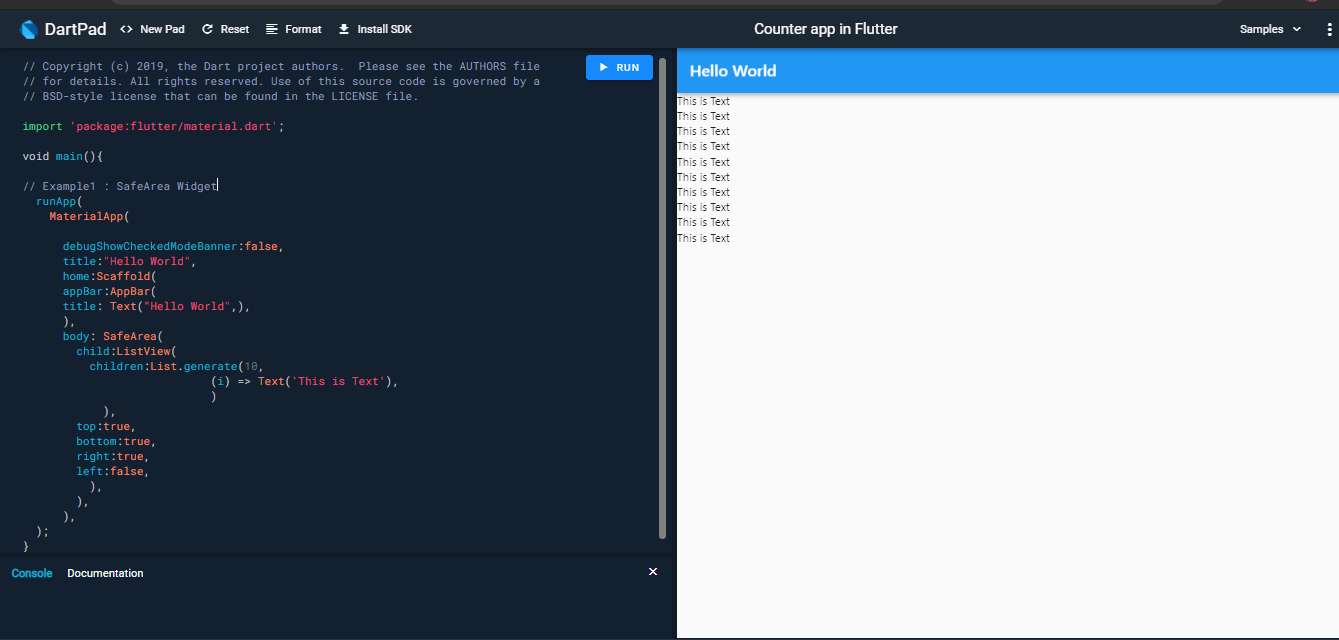 DartPad <> New Pad Reset Format Install SDK Counter app in Flutter Samples
// Copyright (c) 2019, the Dart project authors.  Please see the AUTHORS file
// for details. All rights reserved. Use of this source code is governed by a
// BSD-style license that can be found in the LICENSE file.
RUN
import 'package:flutter/material.dart';
void main(){
// Example1 : SafeArea Widget
runApp(
MaterialApp(
debugShowCheckedModeBanner:false,
title:"Hello World",
home:Scaffold(
appBar:AppBar(
title: Text("Hello World",),
),
body: SafeArea(
child:ListView(
children:List.generate(10,
(i) => Text('This is Text'),
)
),
top:true,
bottom:true,
right:true,
left:false,
),
),
),
);
}
Console Documentation
Hello World
This is Text
This is Text
This is Text
This is Text
This is Text
This is Text
This is Text
This is Text
This is Text
This is Text